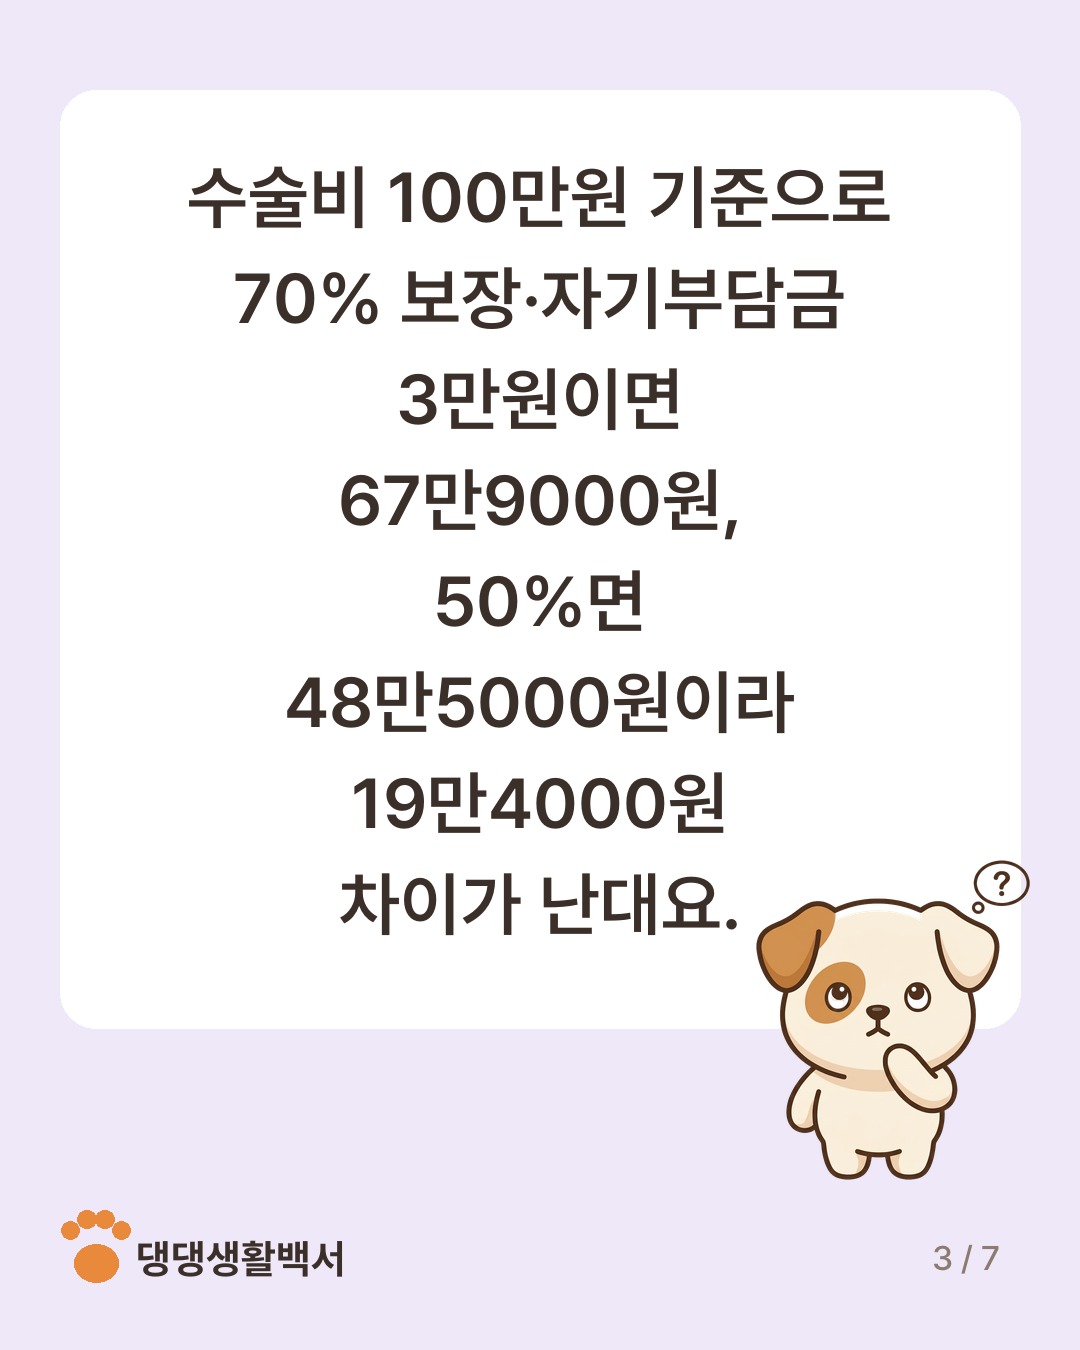 수술비 100만원 기준으로
70% 보장·자기부담금
3만원이면
67만9000원,
50%면
48만5000원이라
19만4000원
차이가 난대요.
?
댕댕생활백서
3 / 7